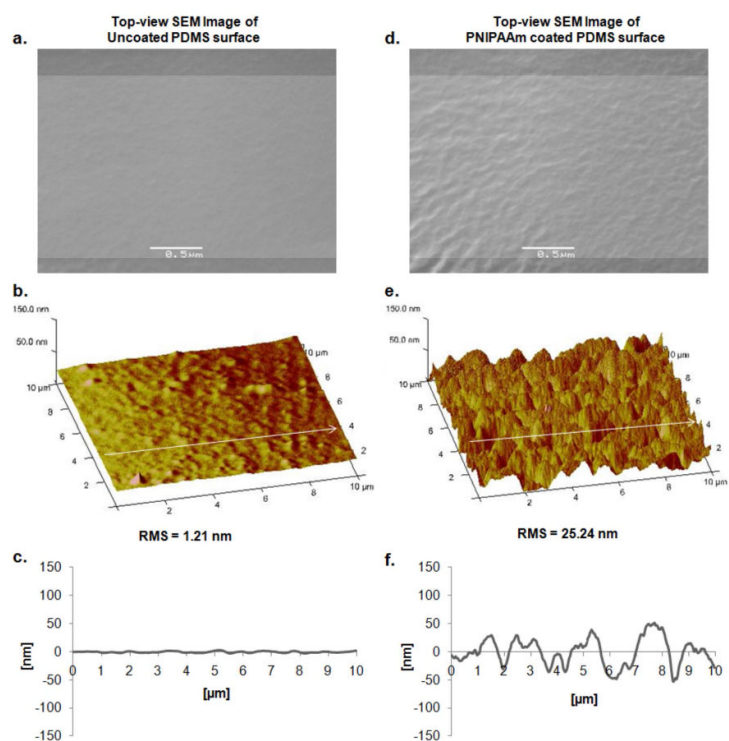 Top-view SEM Image of
Uncoated PDMS surface
a.
0.5µm
Top-view SEM Image of
PNIPAAm coated PDMS surface
d.
0.5µm
b.
150.0 nm
50.0 nm
10 µm
8
6
4
2
10 µm
8
6
4
2
2
4
6
8
10 µm
RMS = 1.21 nm
e.
150.0 nm
50.0 nm
10 µm
8
6
4
2
10 µm
8
6
4
2
2
4
6
8
10 µm
RMS = 25.24 nm
c.
150
100
50
0
-50
-100
-150
[nm]
0 1 2 3 4 5 6 7 8 9 10
[µm]
f.
150
100
50
0
-50
-100
-150
[nm]
0 1 2 3 4 5 6 7 8 9 10
[µm]